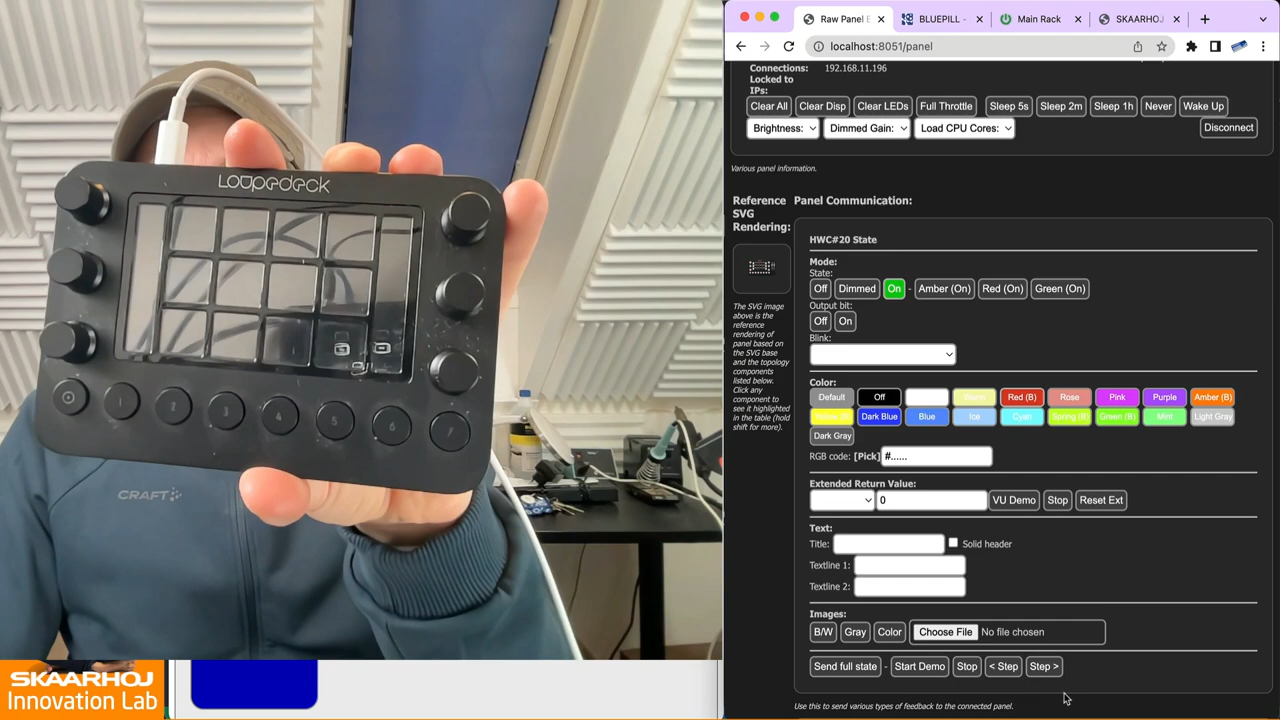 Loupedeck
1
2
3
4
5
6
7
CRAFT
SKAARHOJ
Innovation Lab
Raw Panel E
BLUEPILL -
Main Rack
SKAARHOJ
localhost:8051/panel
Connections: 192.168.11.196
Locked to
IPs:
Clear All Clear Disp Clear LEDs Full Throttle Sleep 5s Sleep 2m Sleep 1h Never Wake Up
Brightness: Dimmed Gain: Load CPU Cores: Disconnect
Various panel information.
Reference
SVG
Rendering:
The SVG image
above is the
reference
rendering of
panel based on
the SVG base
and the topology
components
listed below.
Click any
component to
see it highlighted
in the table (hold
shift for more).
Panel Communication:
HWC#20 State
Mode:
State:
Off Dimmed On - Amber (On) Red (On) Green (On)
Output bit:
Off On
Blink:
Color:
Default Off Warm Red (B) Rose Pink Purple Amber (B)
Yellow (B) Dark Blue Blue Ice Cyan Spring (B) Green (B) Mint Light Gray
Dark Gray
RGB code: [Pick] #......
Extended Return Value:
0 VU Demo Stop Reset Ext
Text:
Title: Solid header
Textline 1:
Textline 2:
Images:
B/W Gray Color Choose File No file chosen
Send full state - Start Demo Stop < Step Step >
Use this to send various types of feedback to the connected panel.